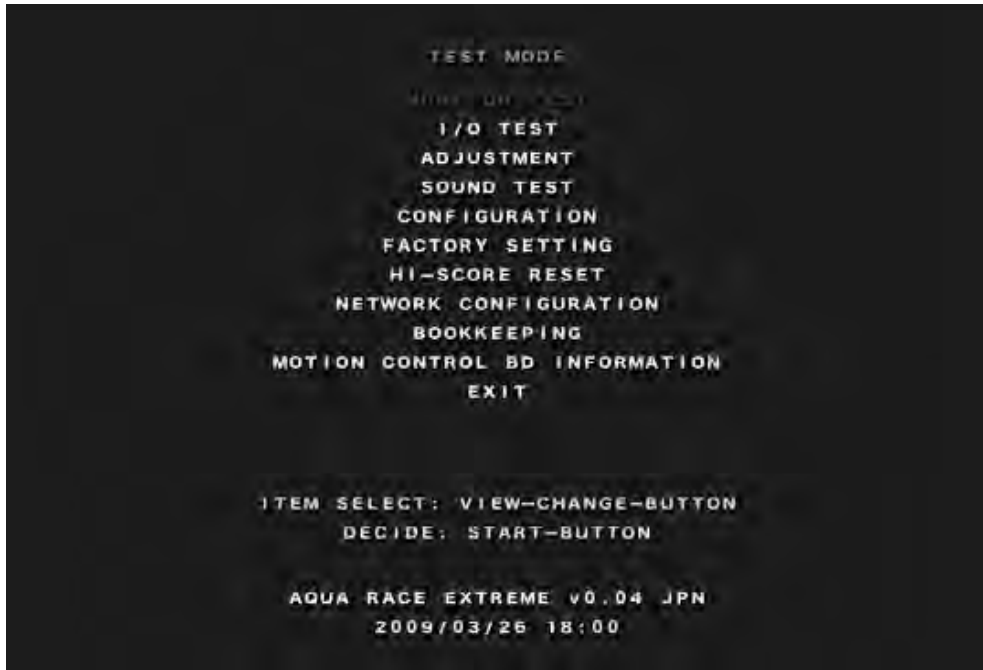 TEST MODE
I/O TEST
ADJUSTMENT
SOUND TEST
CONFIGURATION
FACTORY SETTING
HI-SCORE RESET
NETWORK CONFIGURATION
BOOKKEEPING
MOTION CONTROL BD INFORMATION
EXIT
ITEM SELECT: VIEW-CHANGE-BUTTON
DECIDE: START-BUTTON
AQUA RACE EXTREME v0.04 JPN
2009/03/26 18:00